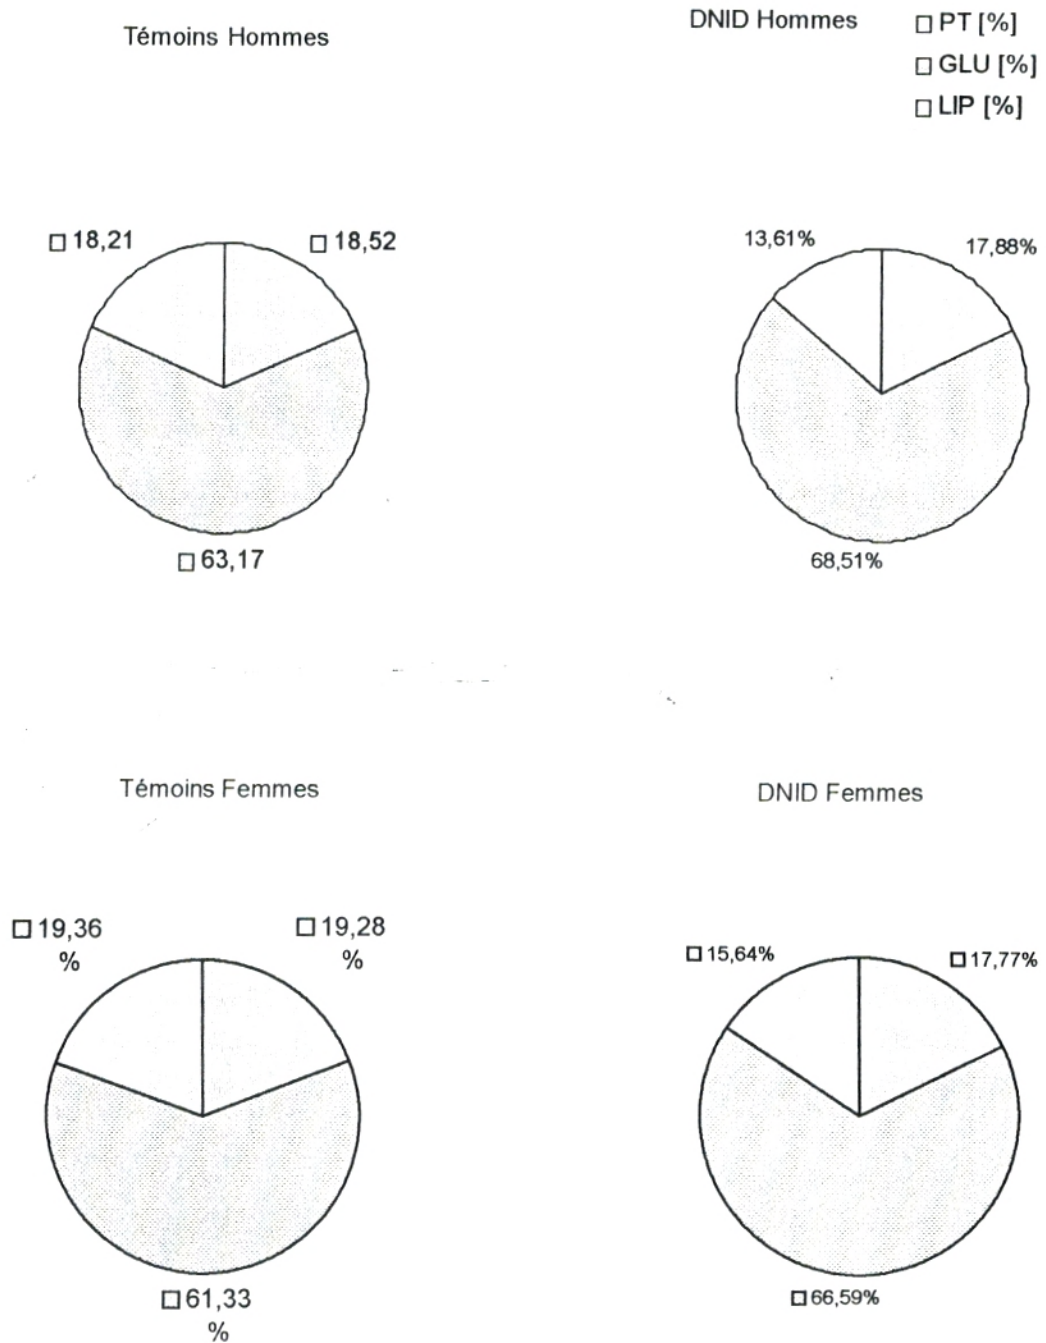 Témoins Hommes
DNID Hommes
PT [%]
GLU [%]
LIP [%]
18,21
18,52
63,17
13,61%
17,88%
68,51%
Témoins Femmes
DNID Femmes
19,36
%
19,28
%
61,33
%
15,64%
17,77%
66,59%